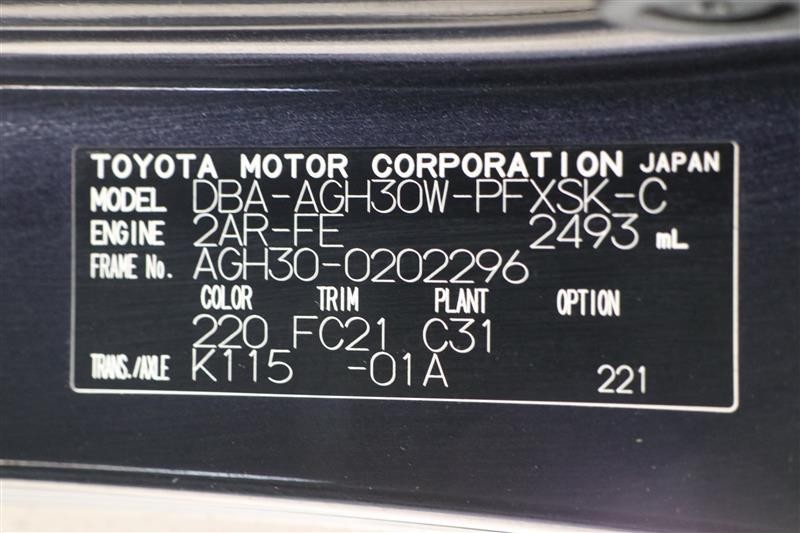 TOYOTA MOTOR CORPORATION JAPAN
MODEL DBA-AGH30W-PFXSK-C
ENGINE 2AR-FE 2493 mL
FRAME No. AGH30-0202296
COLOR TRIM PLANT OPTION
220 FC21 C31
TRANS./AXLE K115 -01A 221